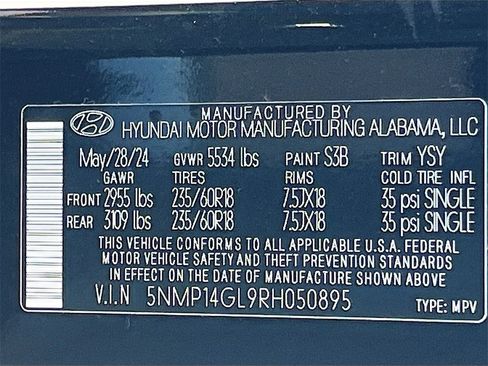 MANUFACTURED BY
HYUNDAI MOTOR MANUFACTURING ALABAMA, LLC
May/28/24 GVWR 5534 lbs PAINT S3B TRIM YSY
GAWR TIRES RIMS COLD TIRE INFL
FRONT 2955 lbs 235/60R18 7.5JX18 35 psi SINGLE
REAR 3109 lbs 235/60R18 7.5JX18 35 psi SINGLE
THIS VEHICLE CONFORMS TO ALL APPLICABLE U.S.A. FEDERAL
MOTOR VEHICLE SAFETY AND THEFT PREVENTION STANDARDS
IN EFFECT ON THE DATE OF MANUFACTURE SHOWN ABOVE
V.I.N 5NMP14GL9RH050895 TYPE: MPV